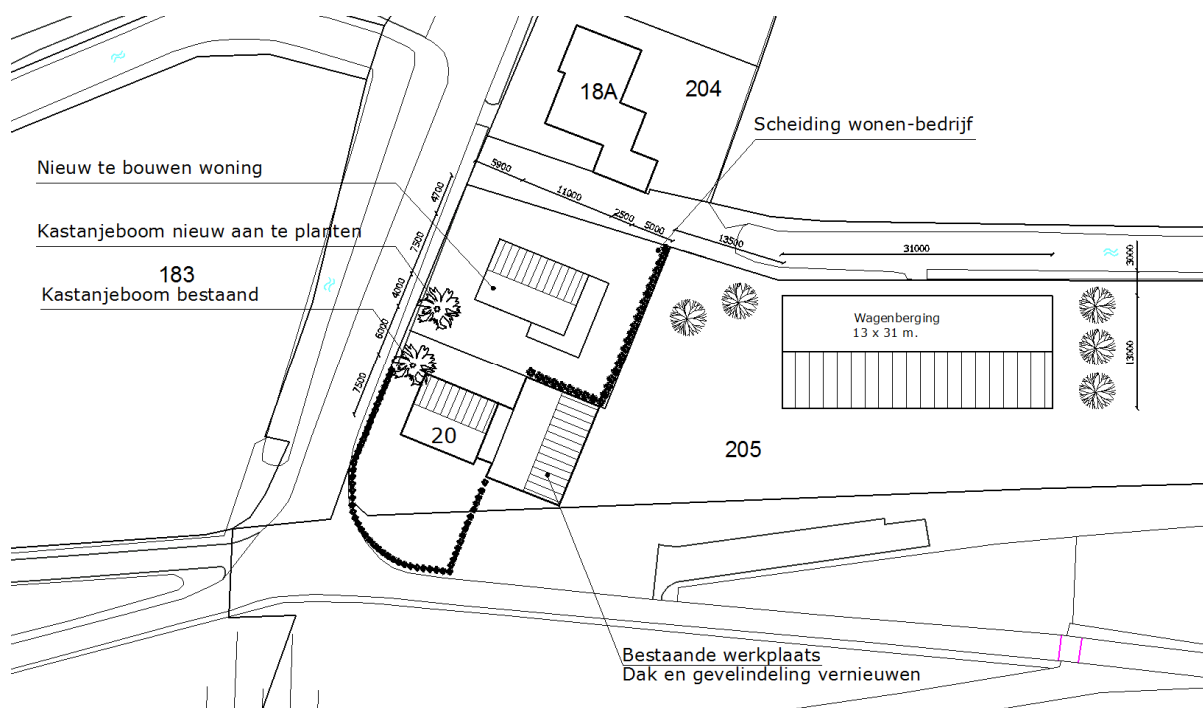 18A
204
Scheiding wonen-bedrijf
Nieuw te bouwen woning
5900
11000
2500
5000
13500
4700
7500
4000
6000
7500
31000
3000
Kastanjeboom nieuw aan te planten
183
Kastanjeboom bestaand
Wagenberging
13 x 31 m.
13000
20
205
Bestaande werkplaats
Dak en gevelindeling vernieuwen